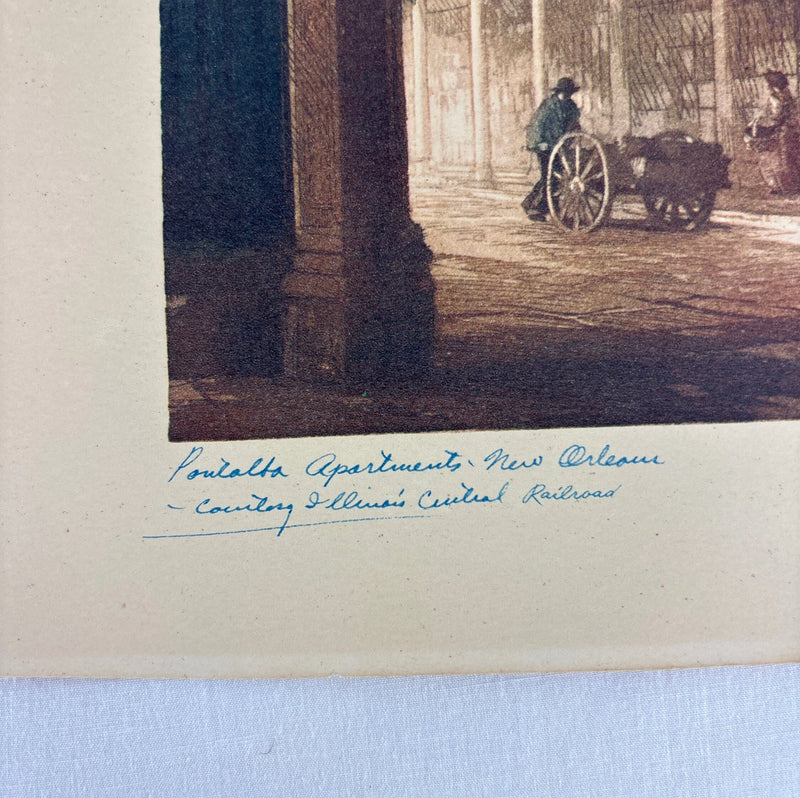 Pontalba Apartments - New Orleans
- Courtesy Illinois Central Railroad